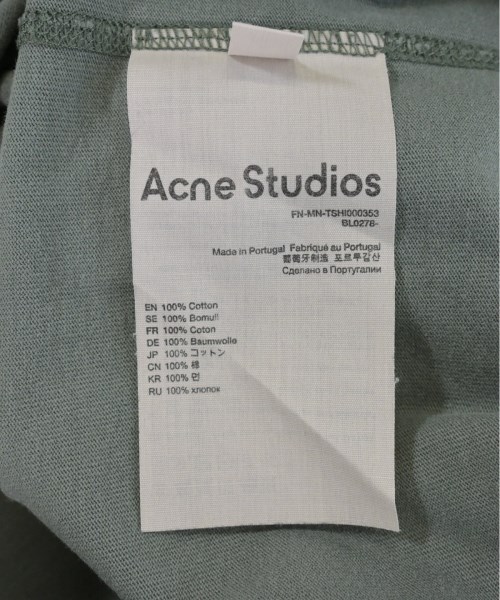 Acne Studios
FN-MN-TSHI000353
BL0276-
Made in Portugal Fabriqué au Portugal
葡萄牙制造 포르투갈산
Сделано в Португалии
EN 100% Cotton
SE 100% Bomull
FR 100% Coton
DE 100% Baumwolle
JP 100% コットン
CN 100% 棉
KR 100% 면
RU 100% хлопок